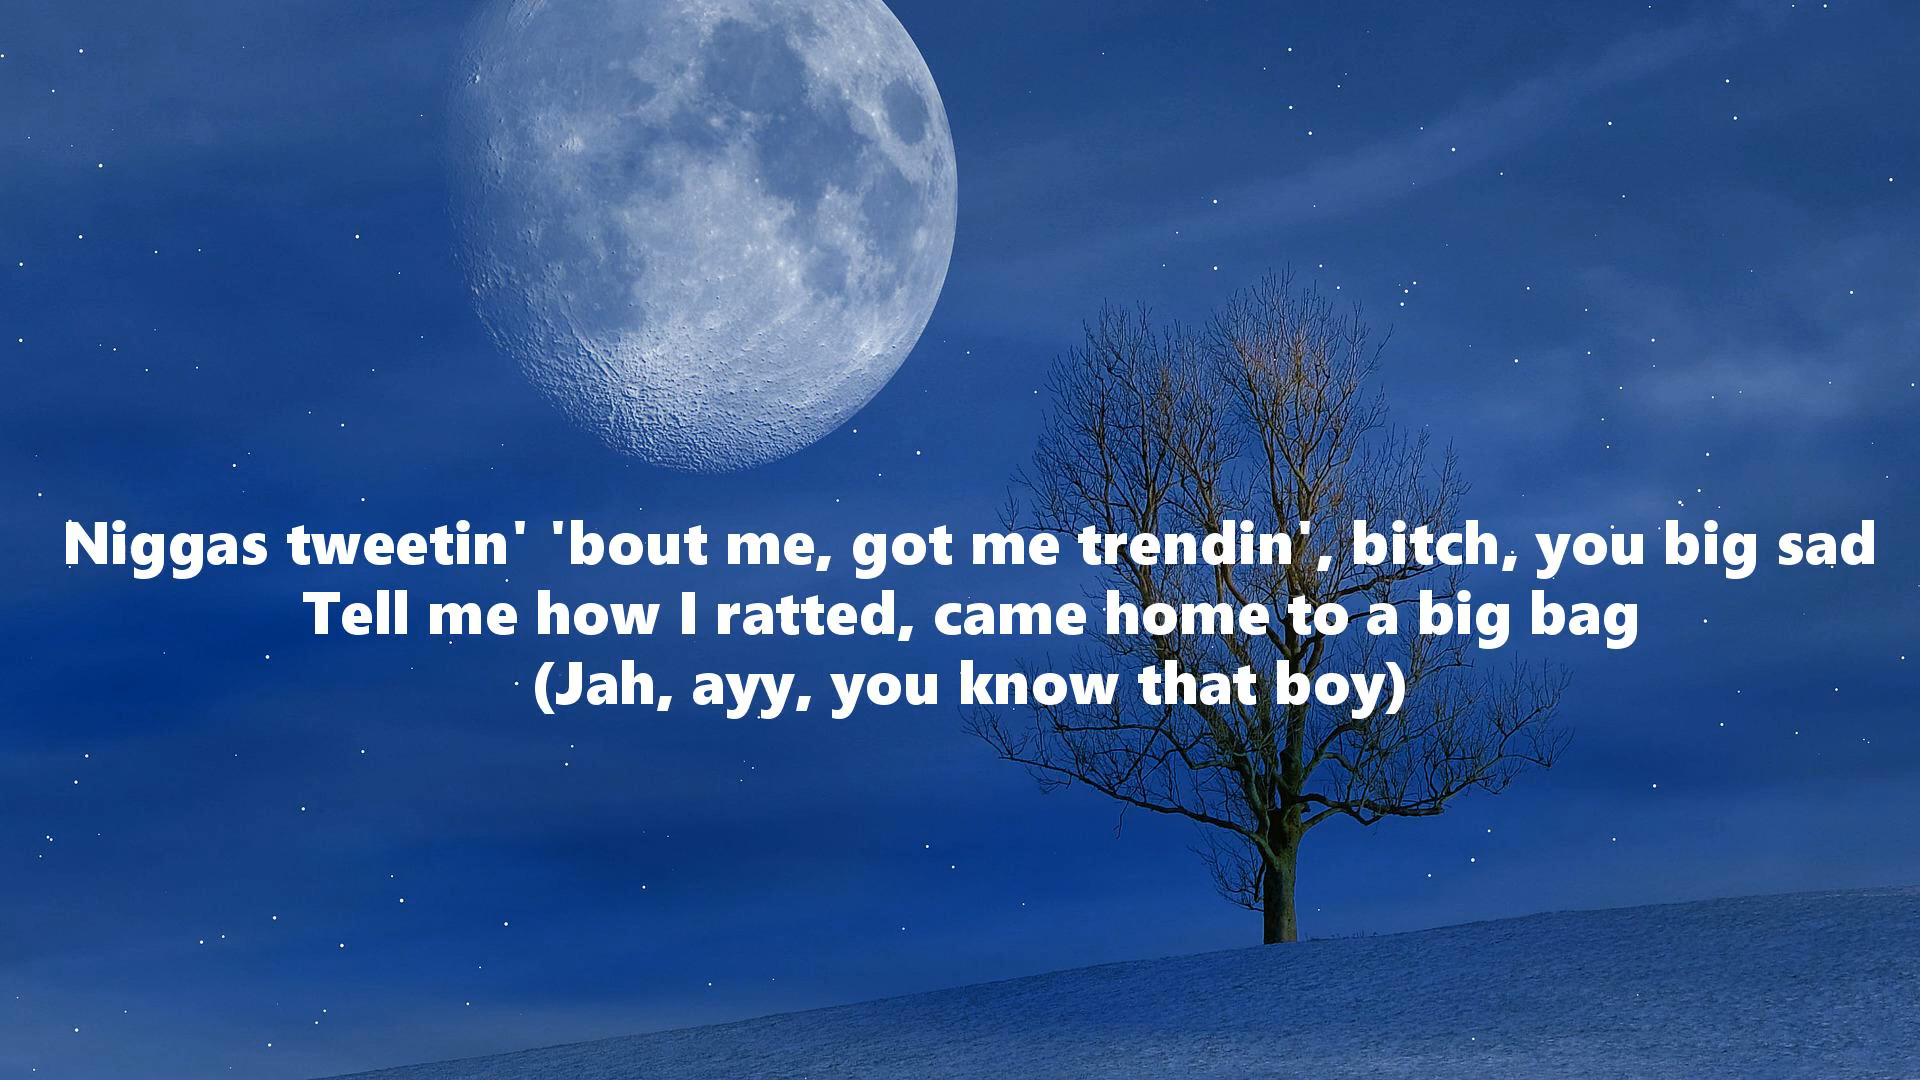 Niggas tweetin' 'bout me, got me trendin', bitch, you big sad
Tell me how I ratted, came home to a big bag
(Jah, ayy, you know that boy)